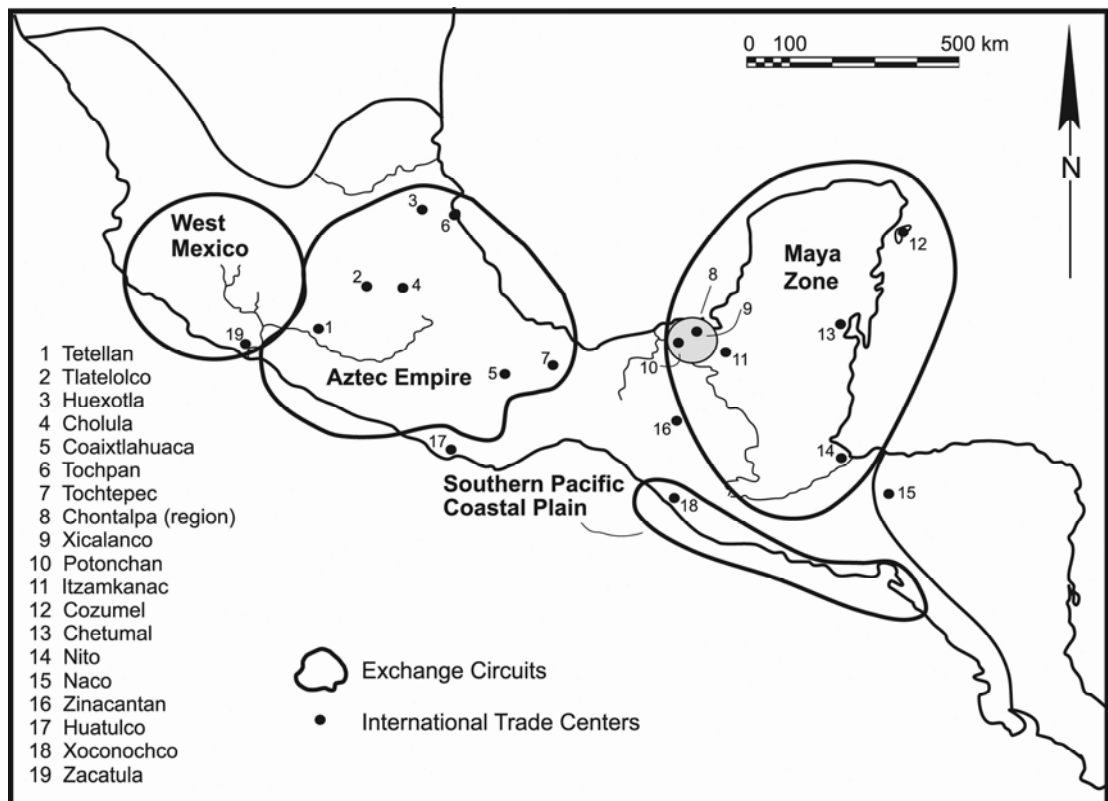 0 100 500 km
N
West
Mexico
Aztec Empire
Maya
Zone
Southern Pacific
Coastal Plain
3
6
2
4
1
19
5
7
17
8
9
10
11
12
13
14
15
16
18
1 Tetellan
2 Tlatelolco
3 Huexotla
4 Cholula
5 Coaixtlahuaca
6 Tochpan
7 Tochtepec
8 Chontalpa (region)
9 Xicalanco
10 Potonchan
11 Itzamkanac
12 Cozumel
13 Chetumal
14 Nito
15 Naco
16 Zinacantan
17 Huatulco
18 Xoconochco
19 Zacatula
Exchange Circuits
International Trade Centers